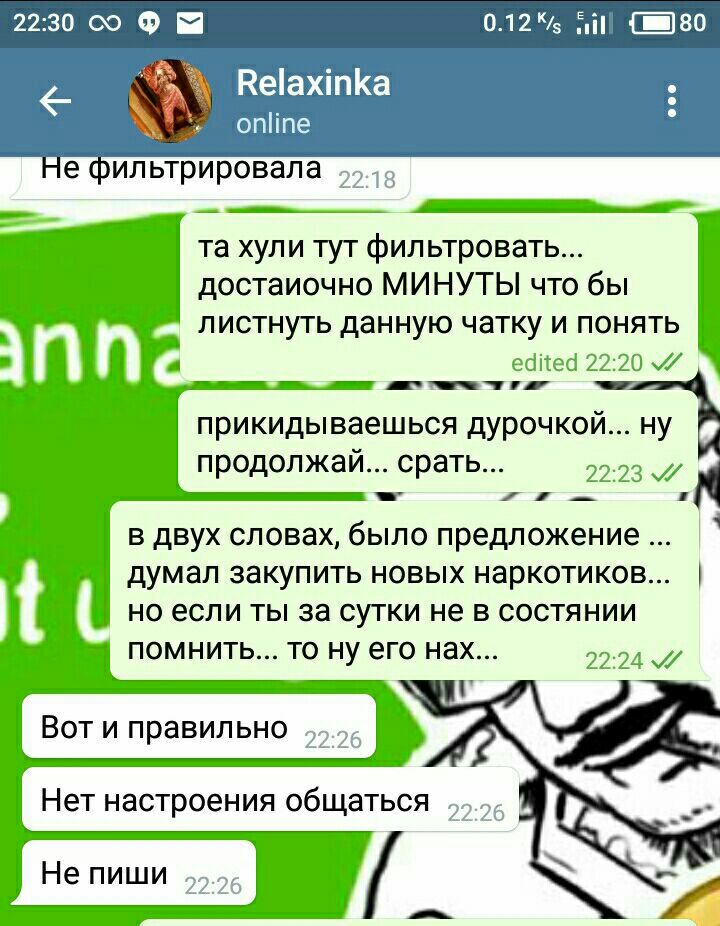 22:30
0.12 K/s
E
80
Relaxinka
online
Не фильтрировала 22:18
та хули тут фильтровать...
достаиочно МИНУТЫ что бы
листнуть данную чатку и понять
edited 22:20
anna
прикидываешься дурочкой... ну
продолжай... срать... 22:23
в двух словах, было предложение ...
думал закупить новых наркотиков...
но если ты за сутки не в состянии
помнить... то ну его нах... 22:24
Вот и правильно 22:26
Нет настроения общаться 22:26
Не пиши 22:26